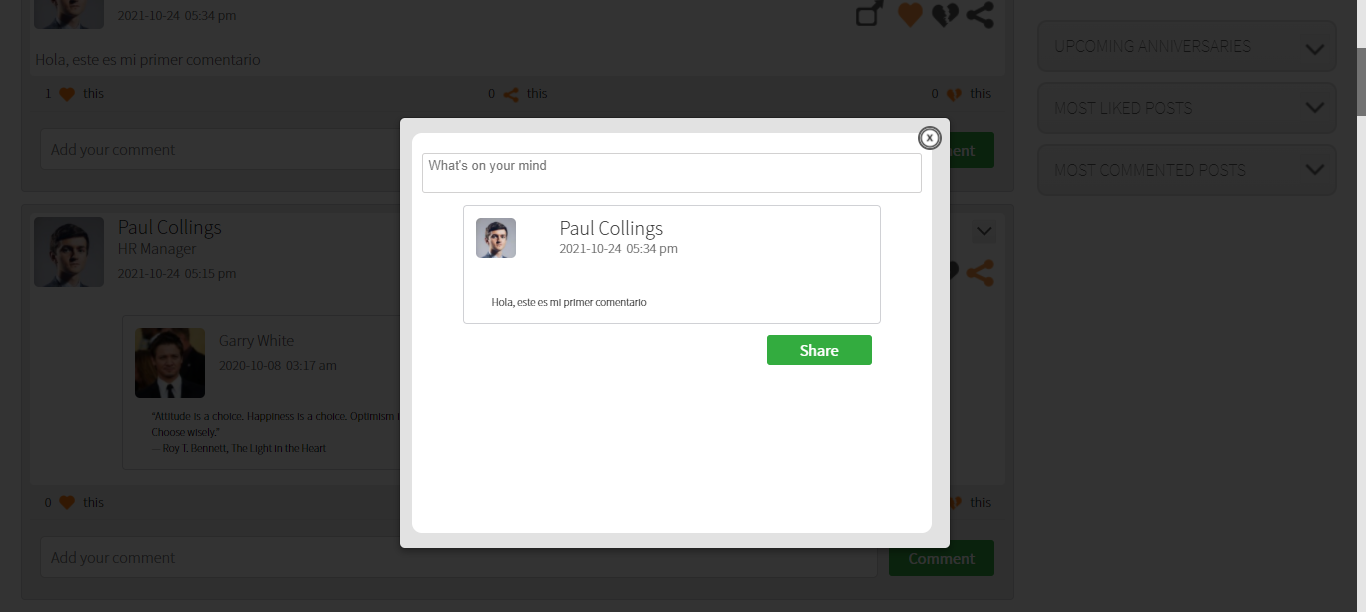 2021-10-24 05:34 pm
Hola, este es mi primer comentario
1 this
0 this
0 this
Add your comment
ent
UPCOMING ANNIVERSARIES
MOST LIKED POSTS
MOST COMMENTED POSTS
x
What's on your mind
Paul Collings
2021-10-24 05:34 pm
Hola, este es mi primer comentario
Share
Paul Collings
HR Manager
2021-10-24 05:15 pm
Garry White
2020-10-08 03:17 am
"Attitude is a choice. Happiness is a choice. Optimism i
Choose wisely."
― Roy T. Bennett, The Light in the Heart
0 this
this
Add your comment
Comment